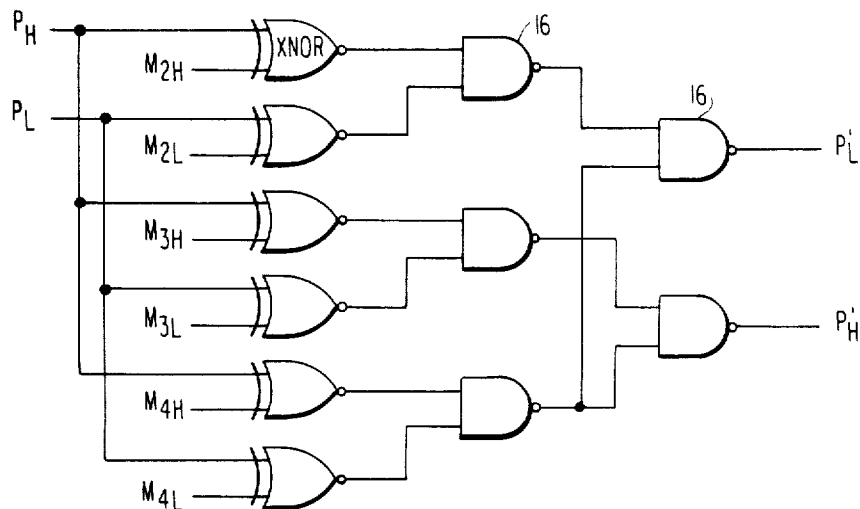 P_H
XNOR
M_2H
16
P_L
16
M_2L
P'_L
M_3H
M_3L
P'_H
M_4H
M_4L